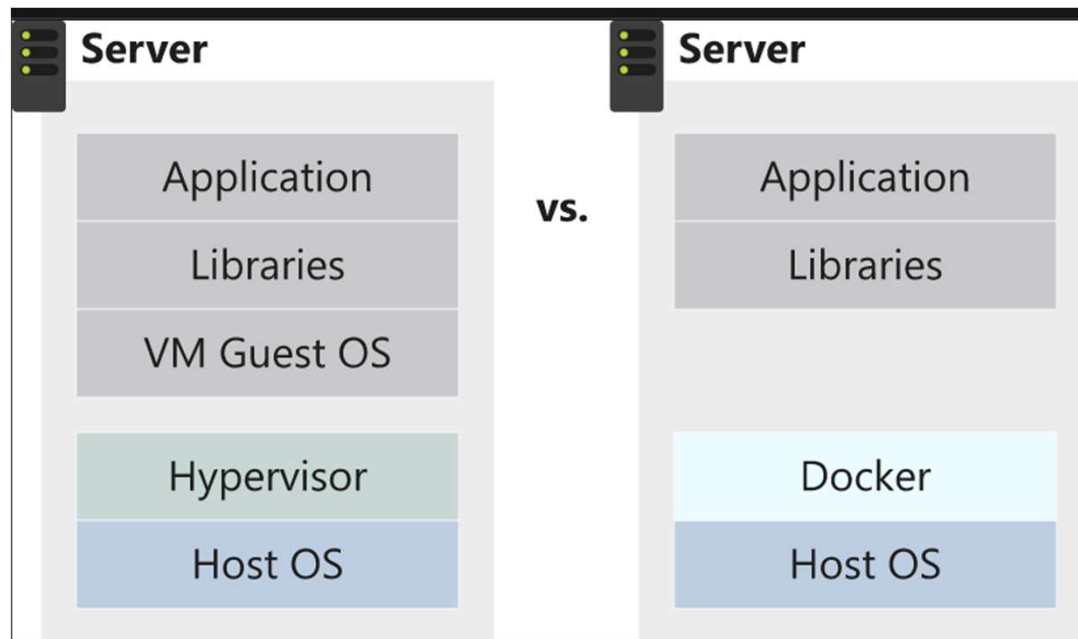 Server
Application
Libraries
VM Guest OS
Hypervisor
Host OS
vs.
Server
Application
Libraries
Docker
Host OS